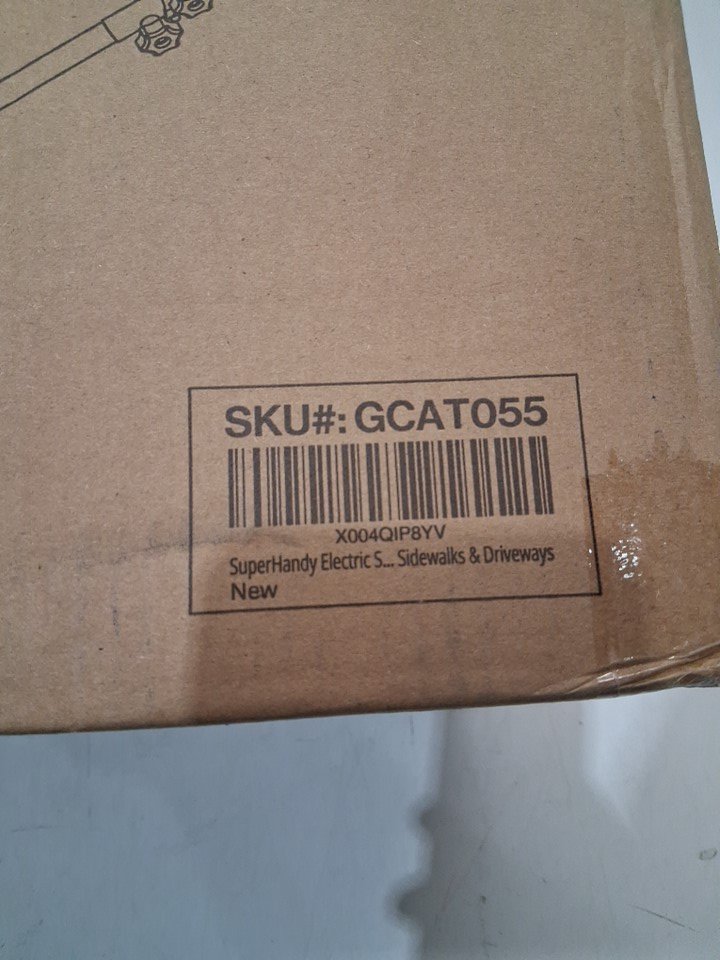 SKU#: GCAT055
X004QIP8YV
SuperHandy Electric S... Sidewalks & Driveways
New